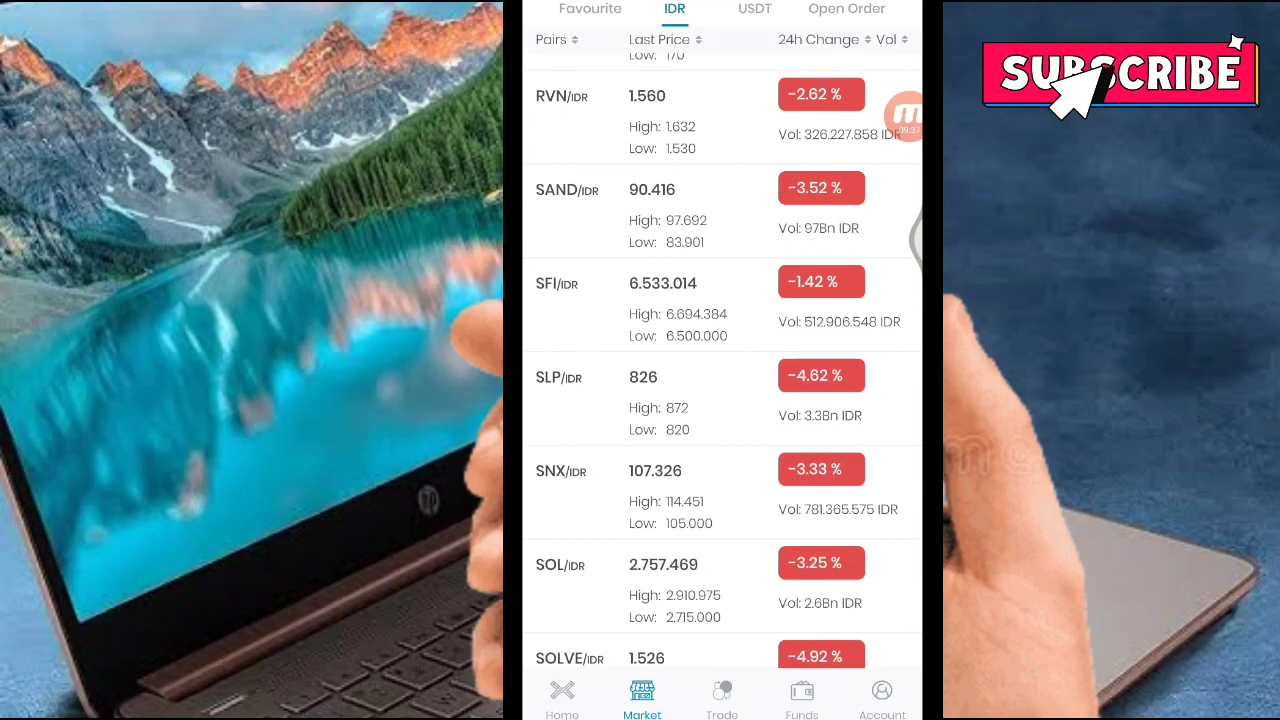 Favourite IDR USDT Open Order
Pairs Last Price 24h Change Vol
Low: 170
RVN/IDR 1.560 -2.62 %
High: 1.632 Vol: 326.227.858 IDR
Low: 1.530
09:37
SAND/IDR 90.416 -3.52 %
High: 97.692 Vol: 97Bn IDR
Low: 83.901
SFI/IDR 6.533.014 -1.42 %
High: 6.694.384 Vol: 512.906.548 IDR
Low: 6.500.000
SLP/IDR 826 -4.62 %
High: 872 Vol: 3.3Bn IDR
Low: 820
SNX/IDR 107.326 -3.33 %
High: 114.451 Vol: 781.365.575 IDR
Low: 105.000
SOL/IDR 2.757.469 -3.25 %
High: 2.910.975 Vol: 2.6Bn IDR
Low: 2.715.000
SOLVE/IDR 1.526 -4.92 %
Home Market Trade Funds Account
SUBSCRIBE
hp